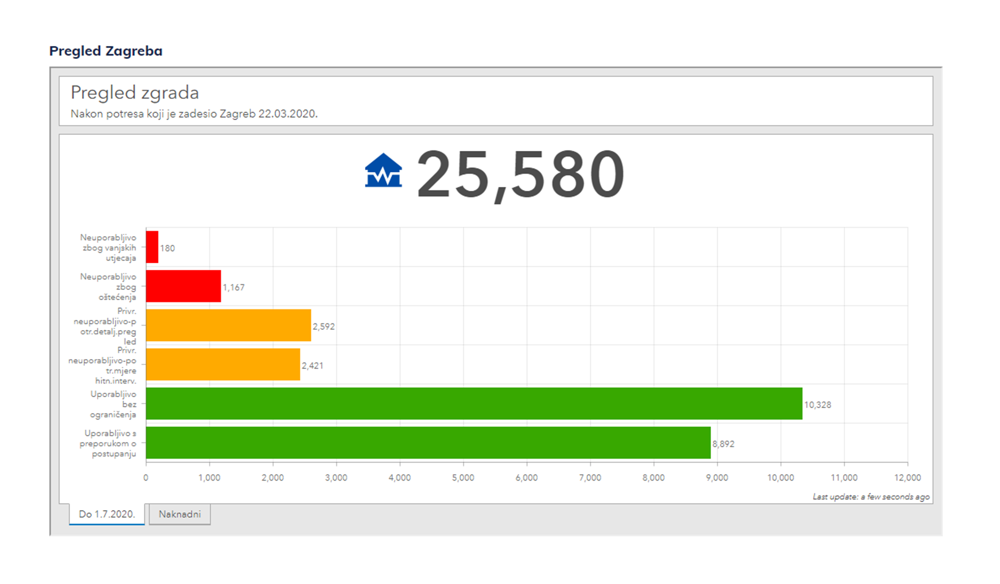 Pregled Zagreba
Pregled zgrada
Nakon potresa koji je zadesio Zagreb 22.03.2020.
25,580
Neuporabljivo
zbog vanjskih
utjecaja
180
Neuporabljivo
zbog
oštećenja
1,167
Privr.
neuporabljivo-p
otr.detalj.preg
led
2,592
Privr.
neuporabljivo-po
tr.mjere
hitn.interv.
2,421
Uporabljivo
bez
ograničenja
10,328
Uporabljivo s
preporukom o
postupanju
8,892
0 1,000 2,000 3,000 4,000 5,000 6,000 7,000 8,000 9,000 10,000 11,000 12,000
Last update: a few seconds ago
Do 1.7.2020. Naknadni